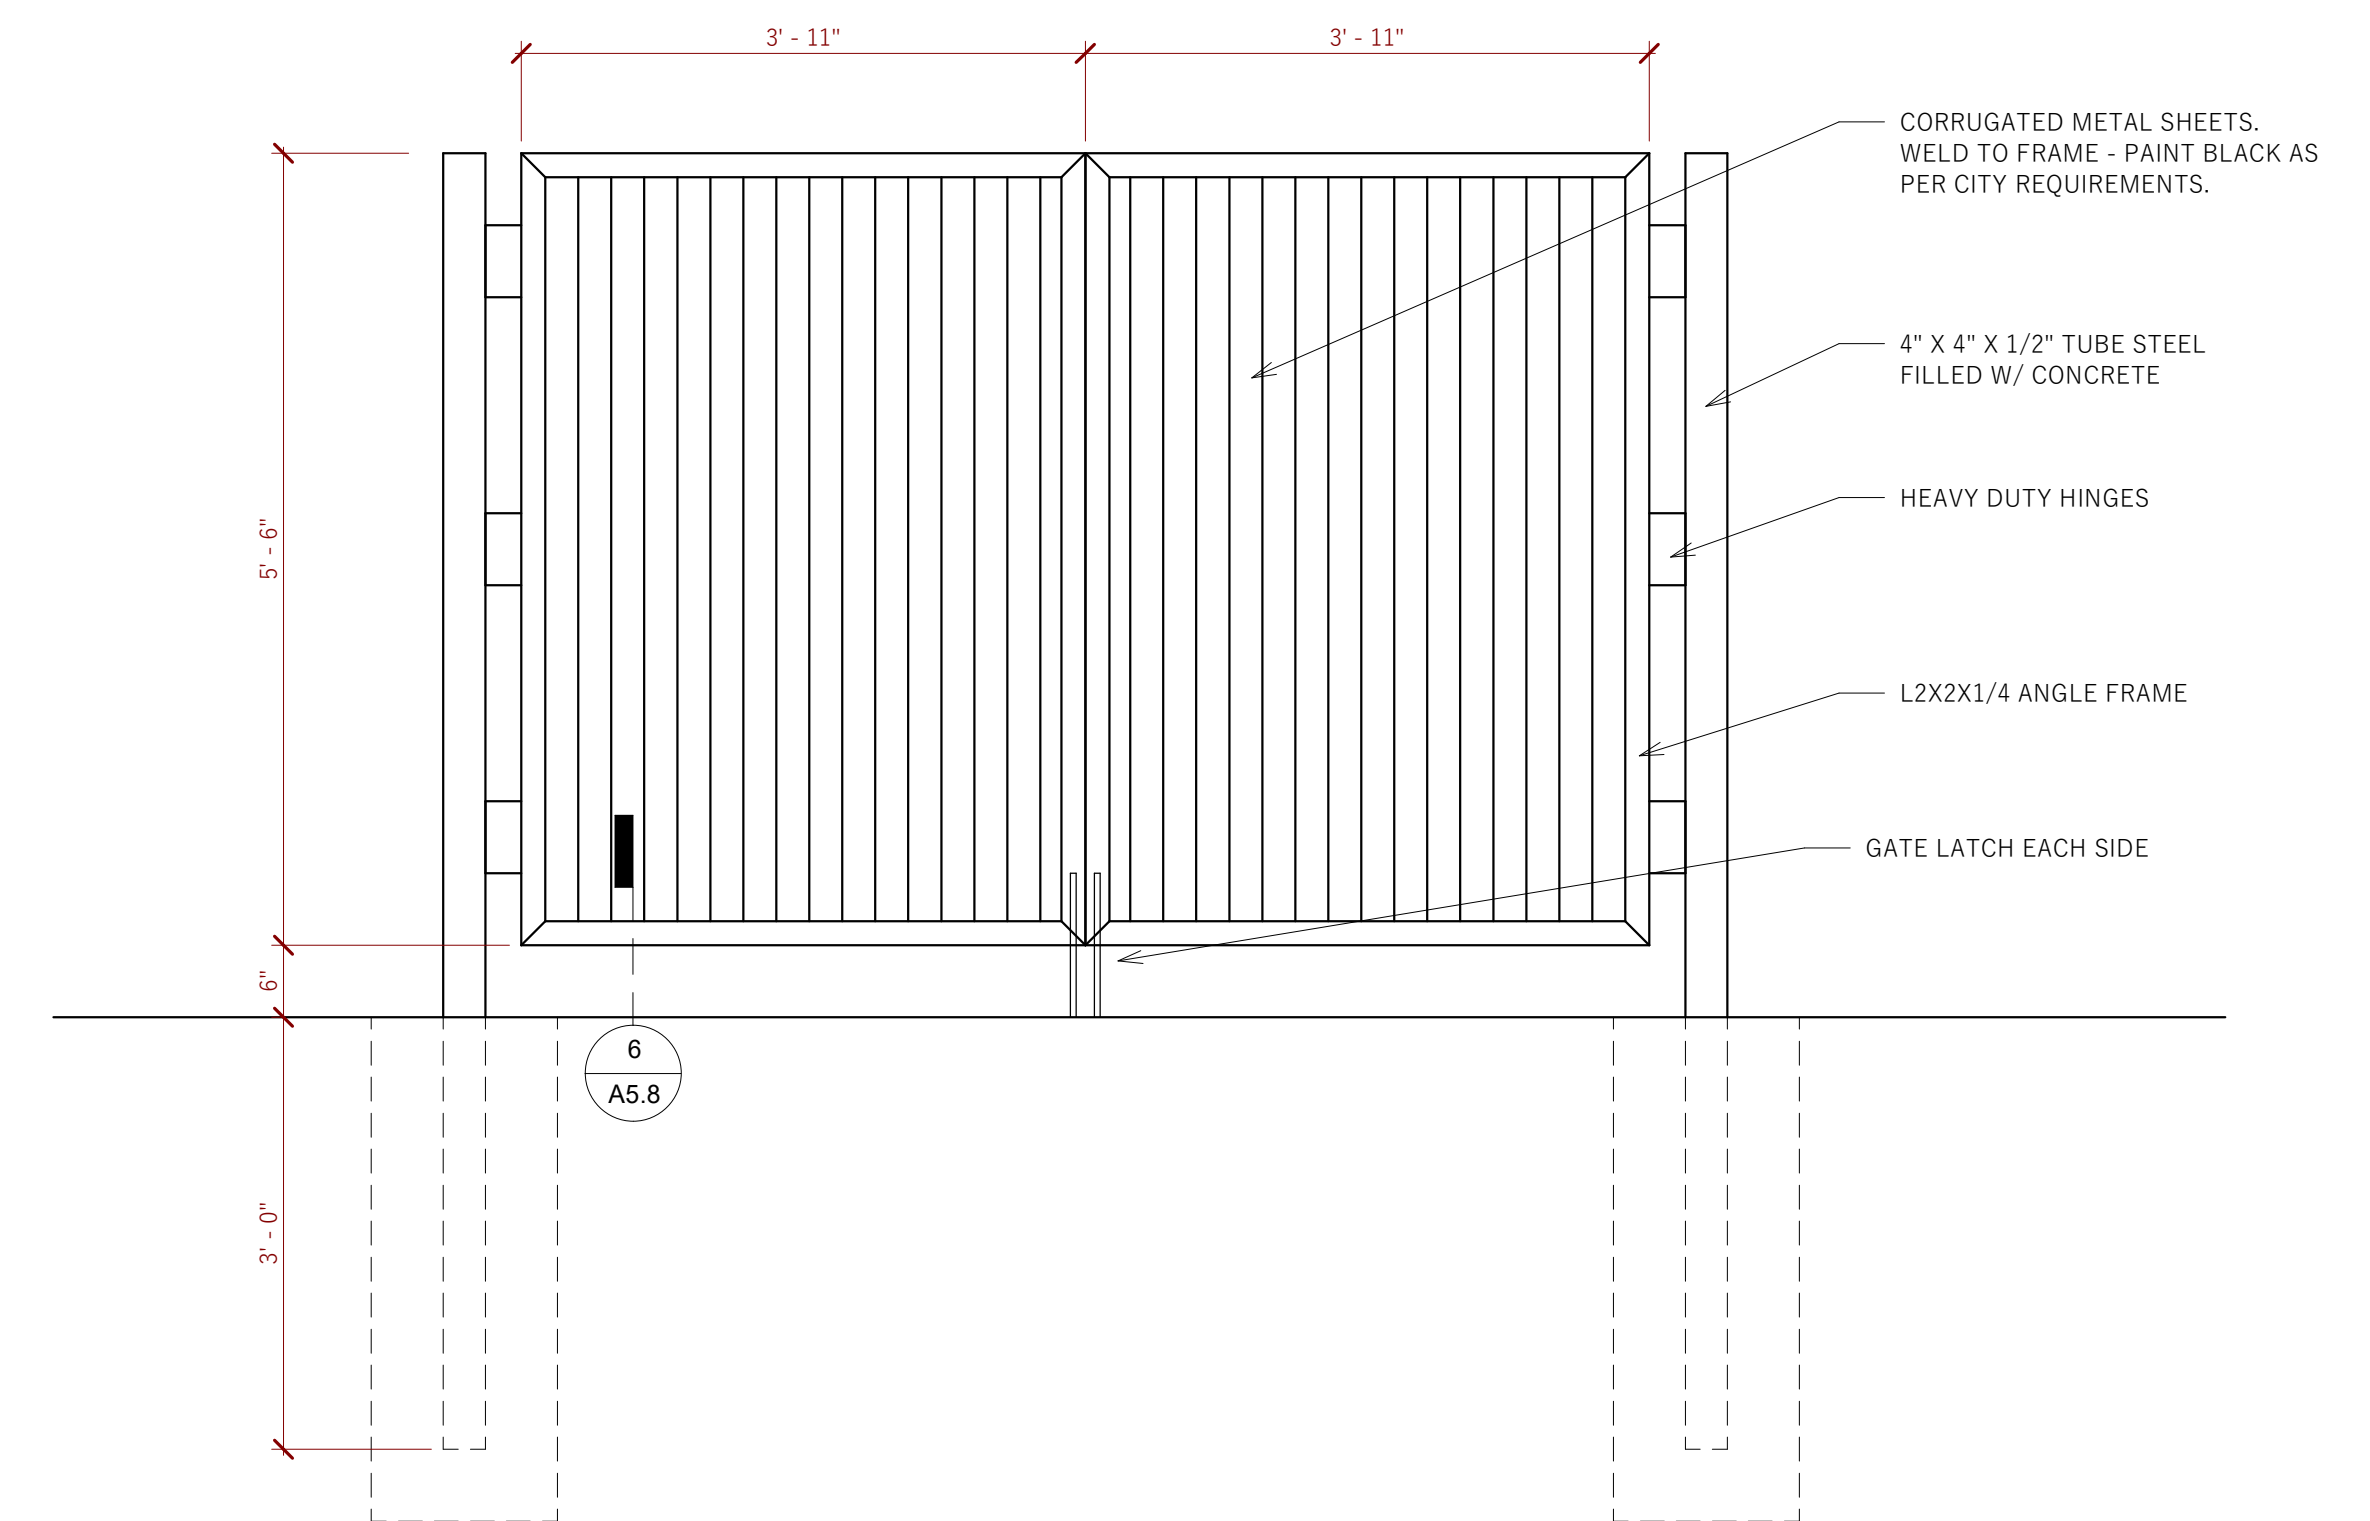 3' - 11"
3' - 11"
CORRUGATED METAL SHEETS.
WELD TO FRAME - PAINT BLACK AS
PER CITY REQUIREMENTS.
4" X 4" X 1/2" TUBE STEEL
FILLED W/ CONCRETE
HEAVY DUTY HINGES
5' - 6"
L2X2X1/4 ANGLE FRAME
GATE LATCH EACH SIDE
6"
6
A5.8
3' - 0"